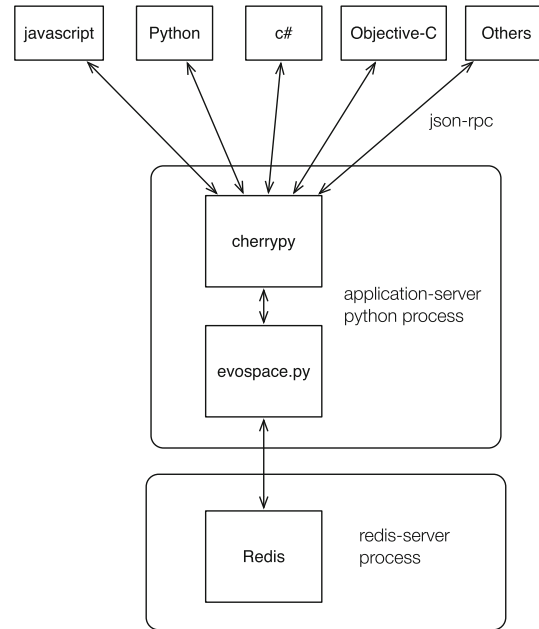 javascript
Python
c#
Objective-C
Others
json-rpc
cherrypy
application-server
python process
evospace.py
redis-server
process
Redis